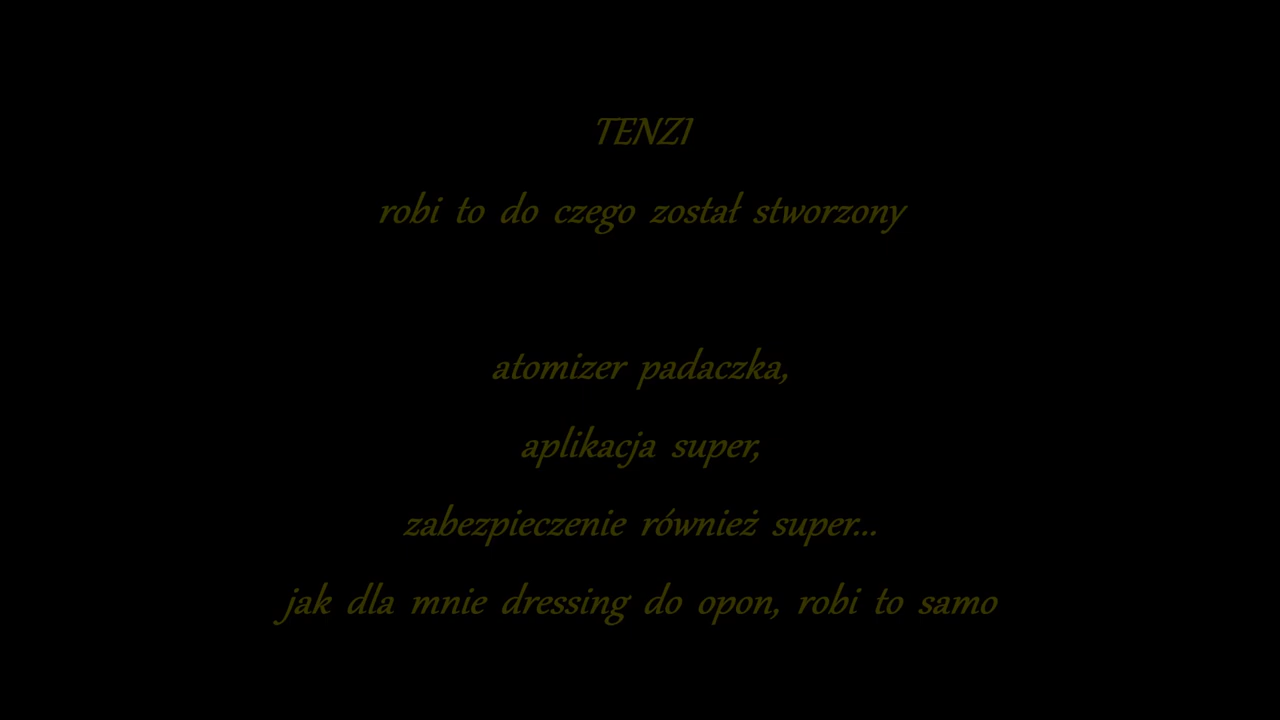 TENZI
robi to do czego został stworzony
atomizer padaczka,
aplikacja super,
zabezpieczenie również super...
jak dla mnie dressing do opon, robi to samo